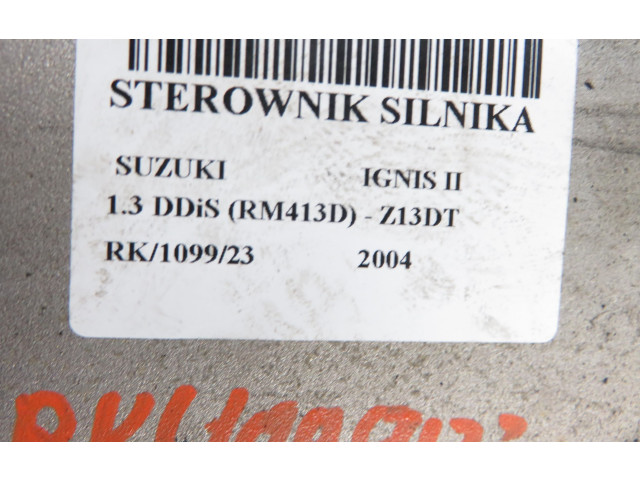 STEROWNIK SILNIKA
SUZUKI IGNIS II
1.3 DDiS (RM413D) - Z13DT
RK/1099/23 2004